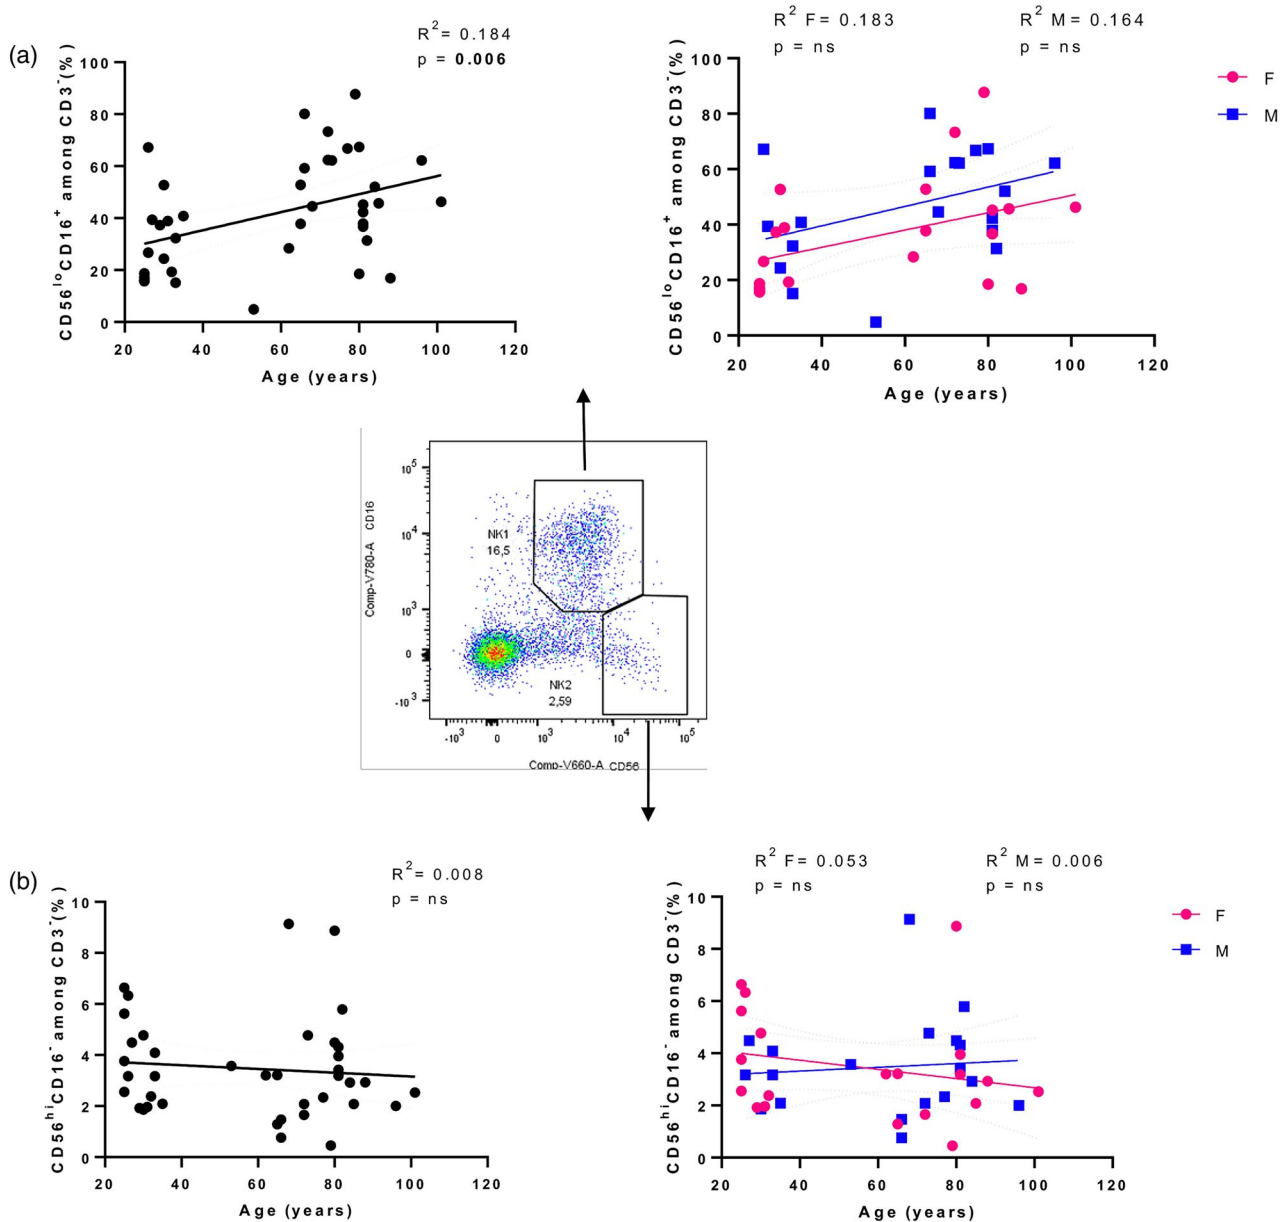 (a)
R² = 0.184
p = 0.006
CD56ˡᵒCD16⁺ among CD3⁻(%)
100
80
60
40
20
0
20 40 60 80 100 120
Age (years)
R² F = 0.183
p = ns
R² M = 0.164
p = ns
CD56ˡᵒCD16⁺ among CD3⁻(%)
100
80
60
40
20
0
20 40 60 80 100 120
Age (years)
F
M
Comp-V780-A CD16
10⁵
10⁴
10³
0
-10³
NK1
16,5
NK2
2,59
-10³ 0 10³ 10⁴ 10⁵
Comp-V660-A CD56
(b)
R² = 0.008
p = ns
CD56ʰⁱCD16⁻ among CD3⁻(%)
10
8
6
4
2
0
20 40 60 80 100 120
Age (years)
R² F= 0.053
p = ns
R² M = 0.006
p = ns
CD56ʰⁱCD16⁻ among CD3⁻(%)
10
8
6
4
2
0
20 40 60 80 100 120
Age (years)
F
M